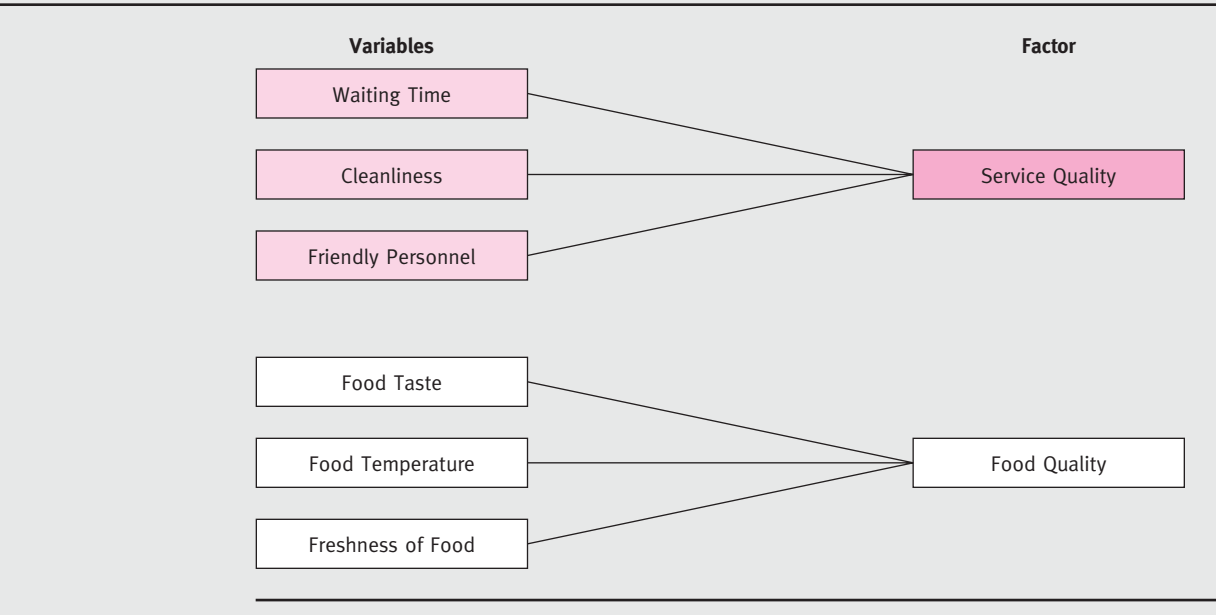 Variables
Factor
Waiting Time
Cleanliness
Service Quality
Friendly Personnel
Food Taste
Food Temperature
Food Quality
Freshness of Food